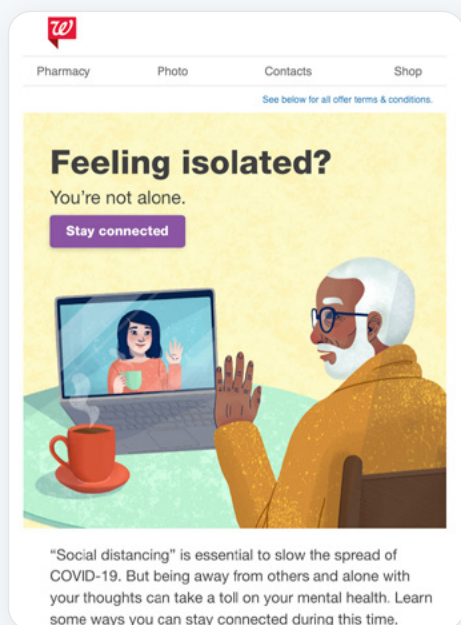 W
Pharmacy Photo Contacts Shop
See below for all offer terms & conditions.
Feeling isolated?
You're not alone.
Stay connected
“Social distancing” is essential to slow the spread of
COVID-19. But being away from others and alone with
your thoughts can take a toll on your mental health. Learn
some ways you can stay connected during this time.